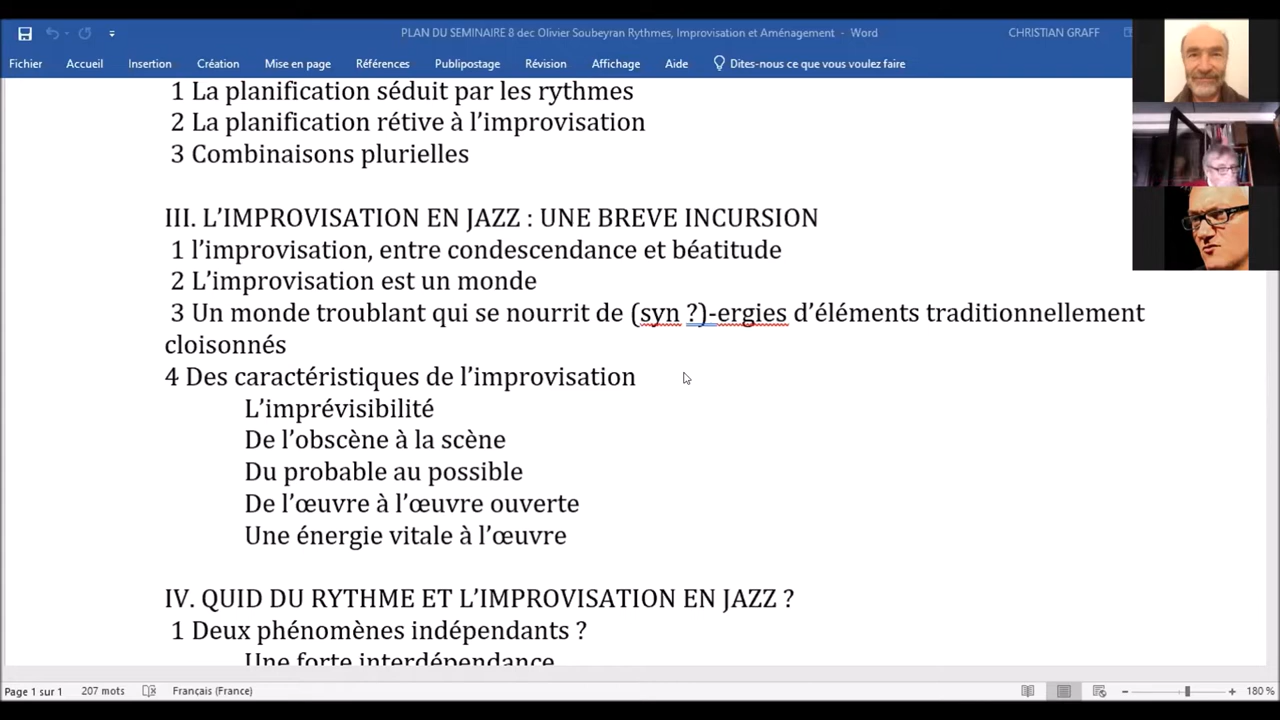 PLAN DU SEMINAIRE 8 dec Olivier Soubeyran Rythmes, Improvisation et Aménagement - Word
CHRISTIAN GRAFF
Fichier Accueil Insertion Création Mise en page Références Publipostage Révision Affichage Aide Dites-nous ce que vous voulez faire
1 La planification séduit par les rythmes
2 La planification rétive à l’improvisation
3 Combinaisons plurielles
III. L’IMPROVISATION EN JAZZ : UNE BREVE INCURSION
1 l’improvisation, entre condescendance et béatitude
2 L’improvisation est un monde
3 Un monde troublant qui se nourrit de (syn ?)-ergies d’éléments traditionnellement
cloisonnés
4 Des caractéristiques de l’improvisation
L’imprévisibilité
De l’obscène à la scène
Du probable au possible
De l’œuvre à l’œuvre ouverte
Une énergie vitale à l’œuvre
IV. QUID DU RYTHME ET L’IMPROVISATION EN JAZZ ?
1 Deux phénomènes indépendants ?
Une forte interdépendance
Page 1 sur 1 207 mots Français (France) 180 %